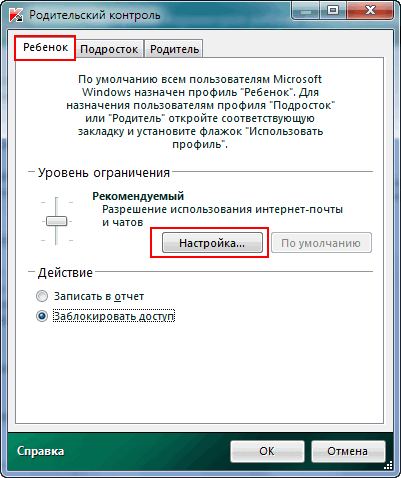 Родительский контроль
Ребенок Подросток Родитель
По умолчанию всем пользователям Microsoft
Windows назначен профиль "Ребенок". Для
назначения пользователям профиля "Подросток"
или "Родитель" откройте соответствующую
закладку и установите флажок "Использовать
профиль".
Уровень ограничения
Рекомендуемый
Разрешение использования интернет-почты
и чатов
Настройка... По умолчанию
Действие
Записать в отчет
Заблокировать доступ
Справка OK Отмена